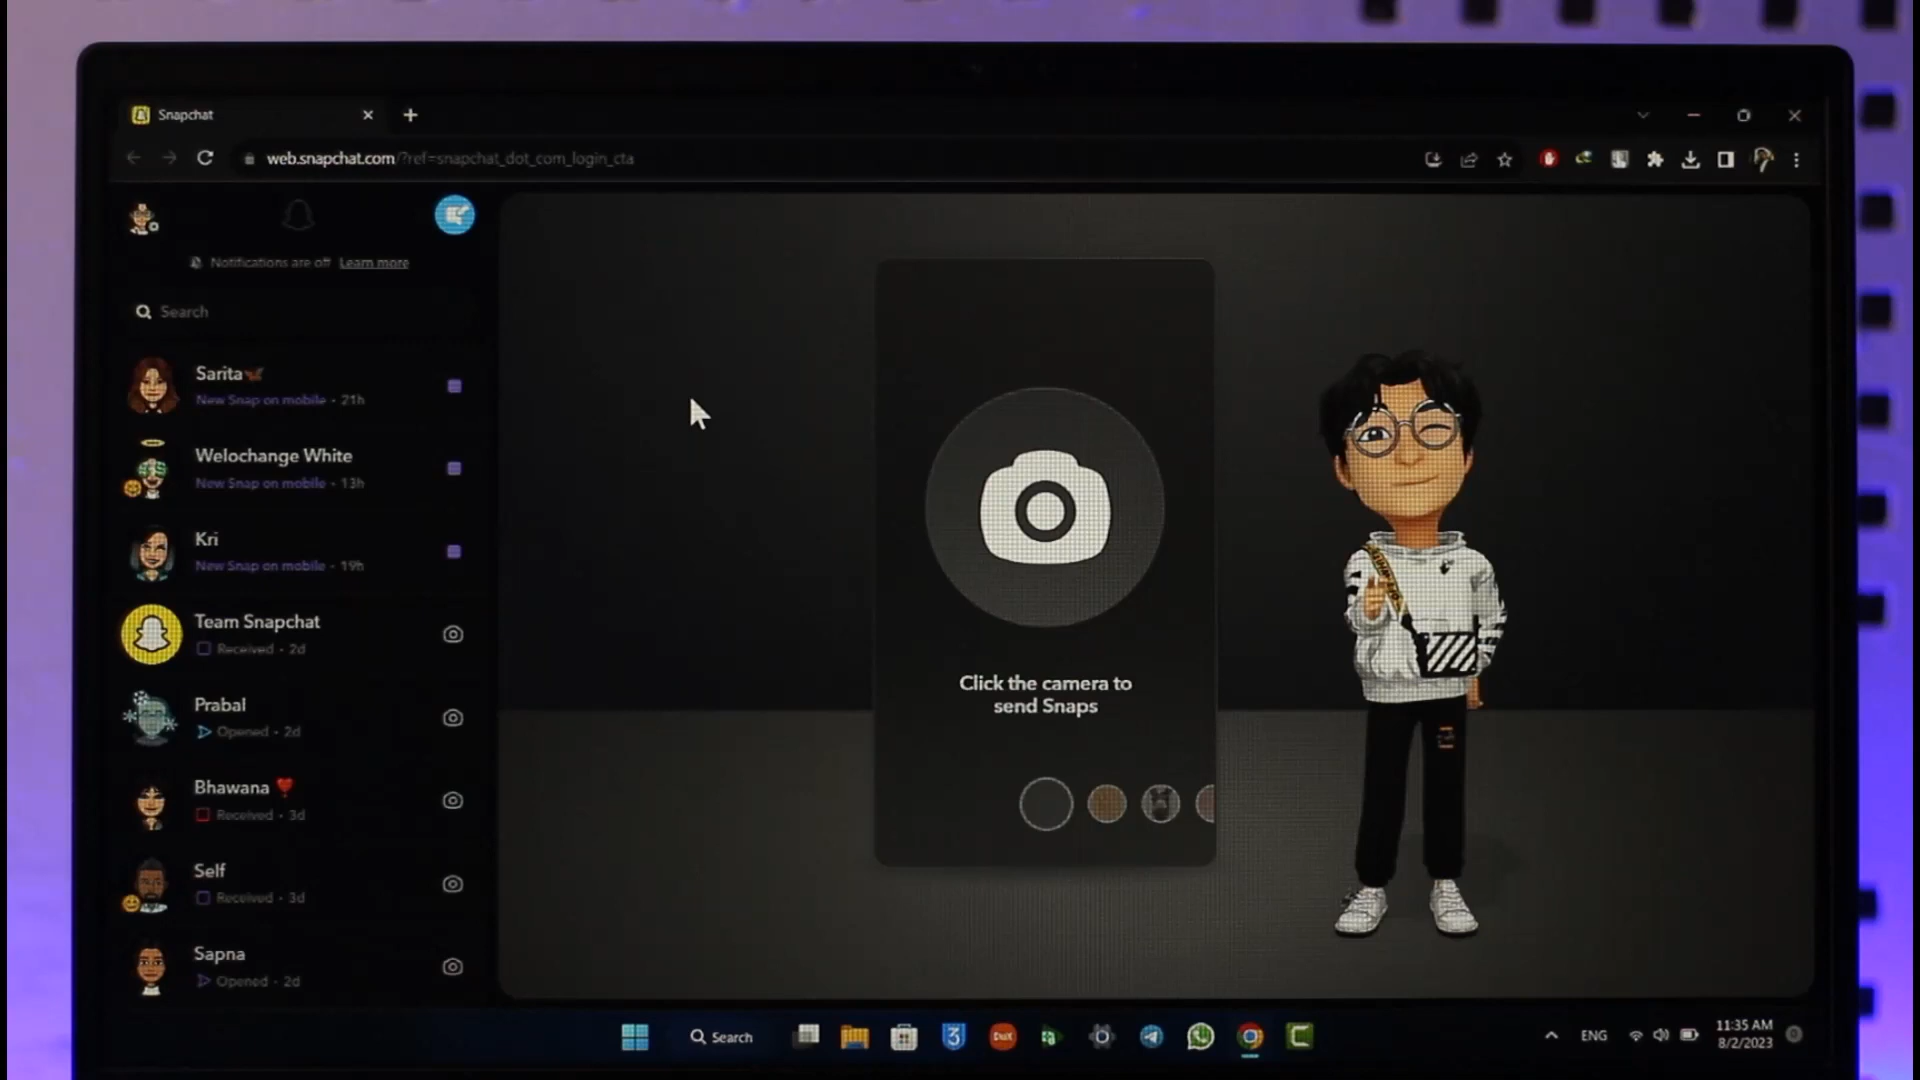 Snapchat
web.snapchat.com/?ref=snapchat_dot_com_login_cta
Notifications are off Learn more
Search
Sarita
New Snap on mobile · 21h
Welochange White
New Snap on mobile · 13h
Kri
New Snap on mobile · 19h
Team Snapchat
Received · 2d
Prabal
Opened · 2d
Bhawana
Received · 3d
Self
Received · 3d
Sapna
Opened · 2d
Click the camera to
send Snaps
Search
3
ENG
11:35 AM
8/2/2023